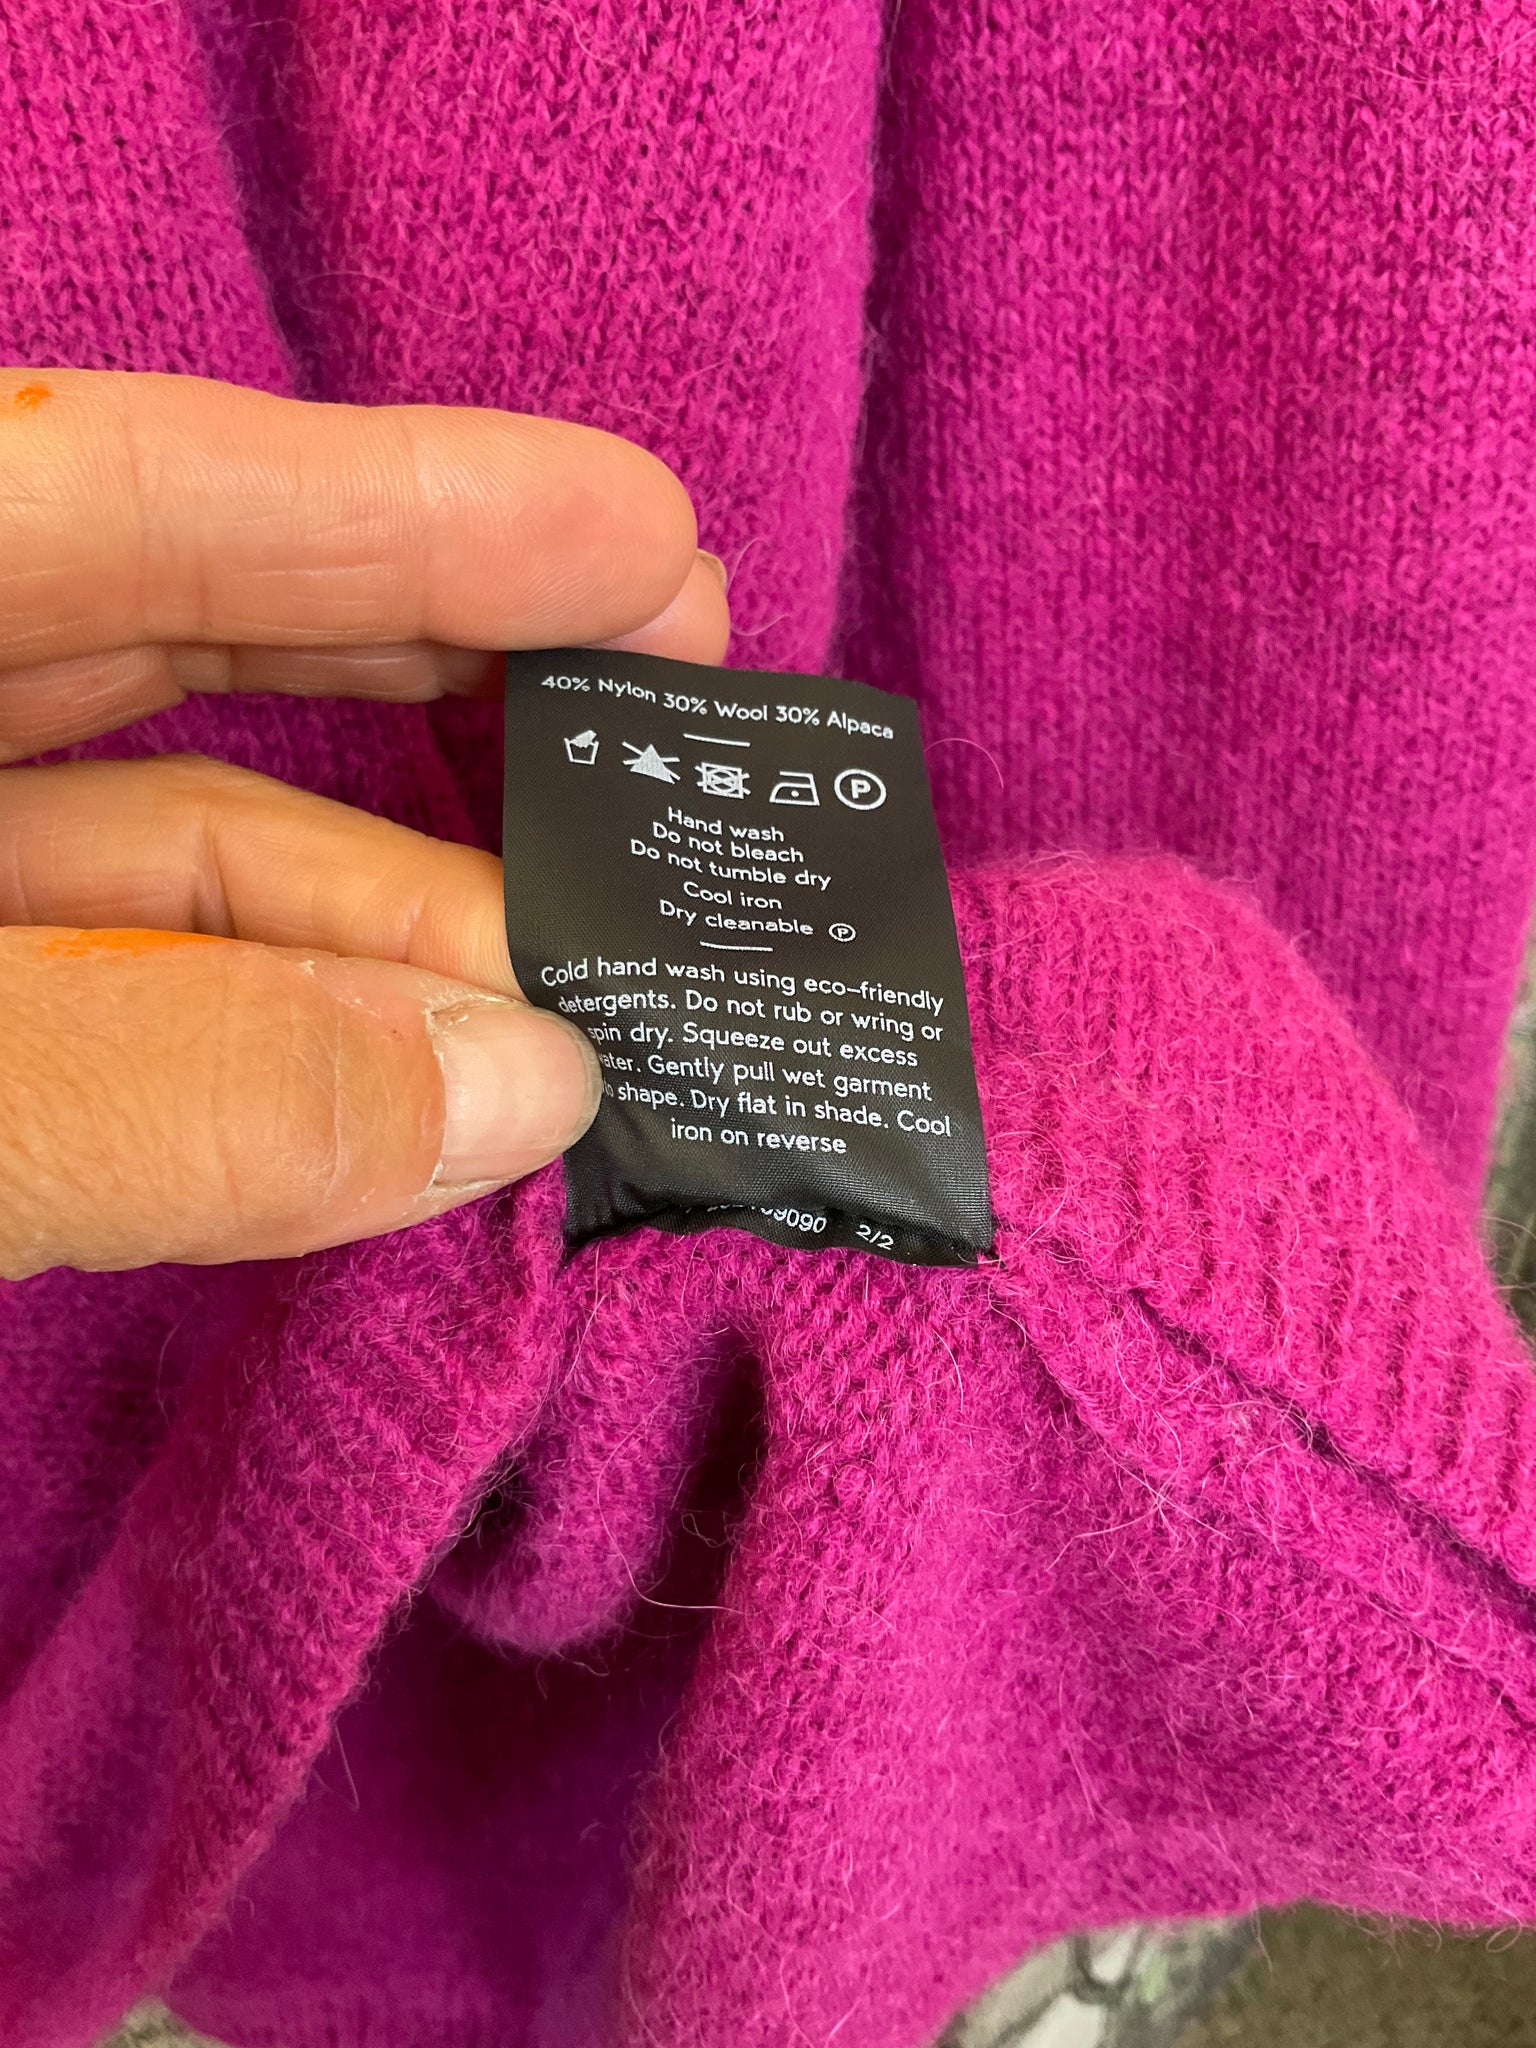 40% Nylon 30% Wool 30% Alpaca
P
Hand wash
Do not bleach
Do not tumble dry
Cool iron
Dry cleanable P
Cold hand wash using eco-friendly
detergents. Do not rub or wring or
spin dry. Squeeze out excess
Gently pull wet garment
shape. Dry flat in shade. Cool
iron on reverse
2/2